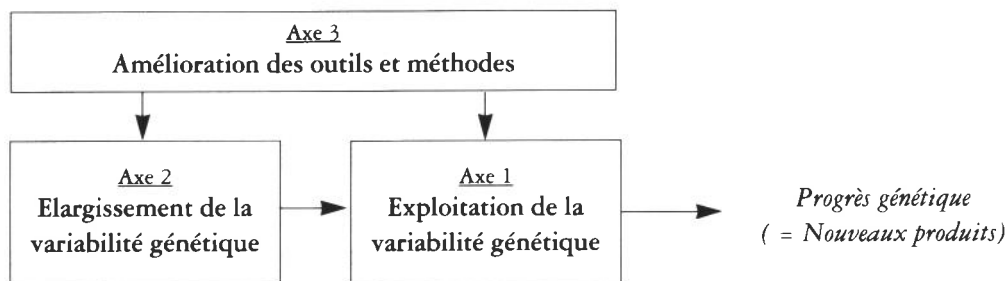 Axe 3
Amélioration des outils et méthodes
Axe 2
Elargissement de la
variabilité génétique
Axe 1
Exploitation de la
variabilité génétique
Progrès génétique
( = Nouveaux produits)